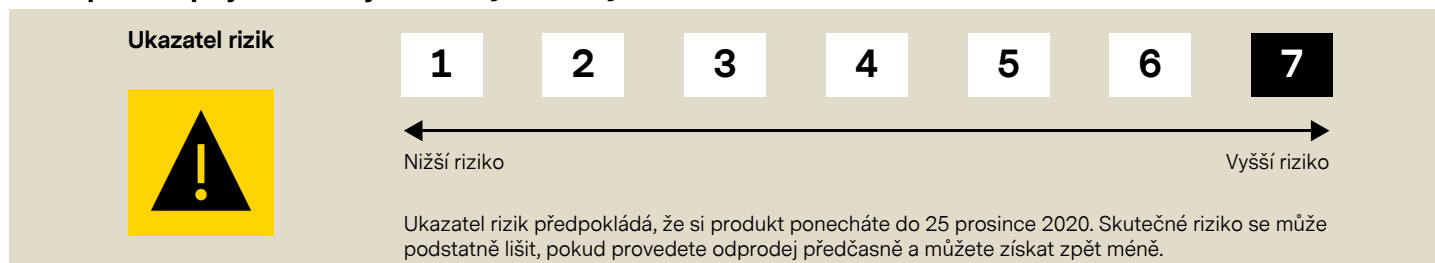 Ukazatel rizik
1 2 3 4 5 6 7
Nižší riziko
Vyšší riziko
Ukazatel rizik předpokládá, že si produkt ponecháte do 25 prosince 2020. Skutečné riziko se může
podstatně lišit, pokud provedete odprodej předčasně a můžete získat zpět méně.